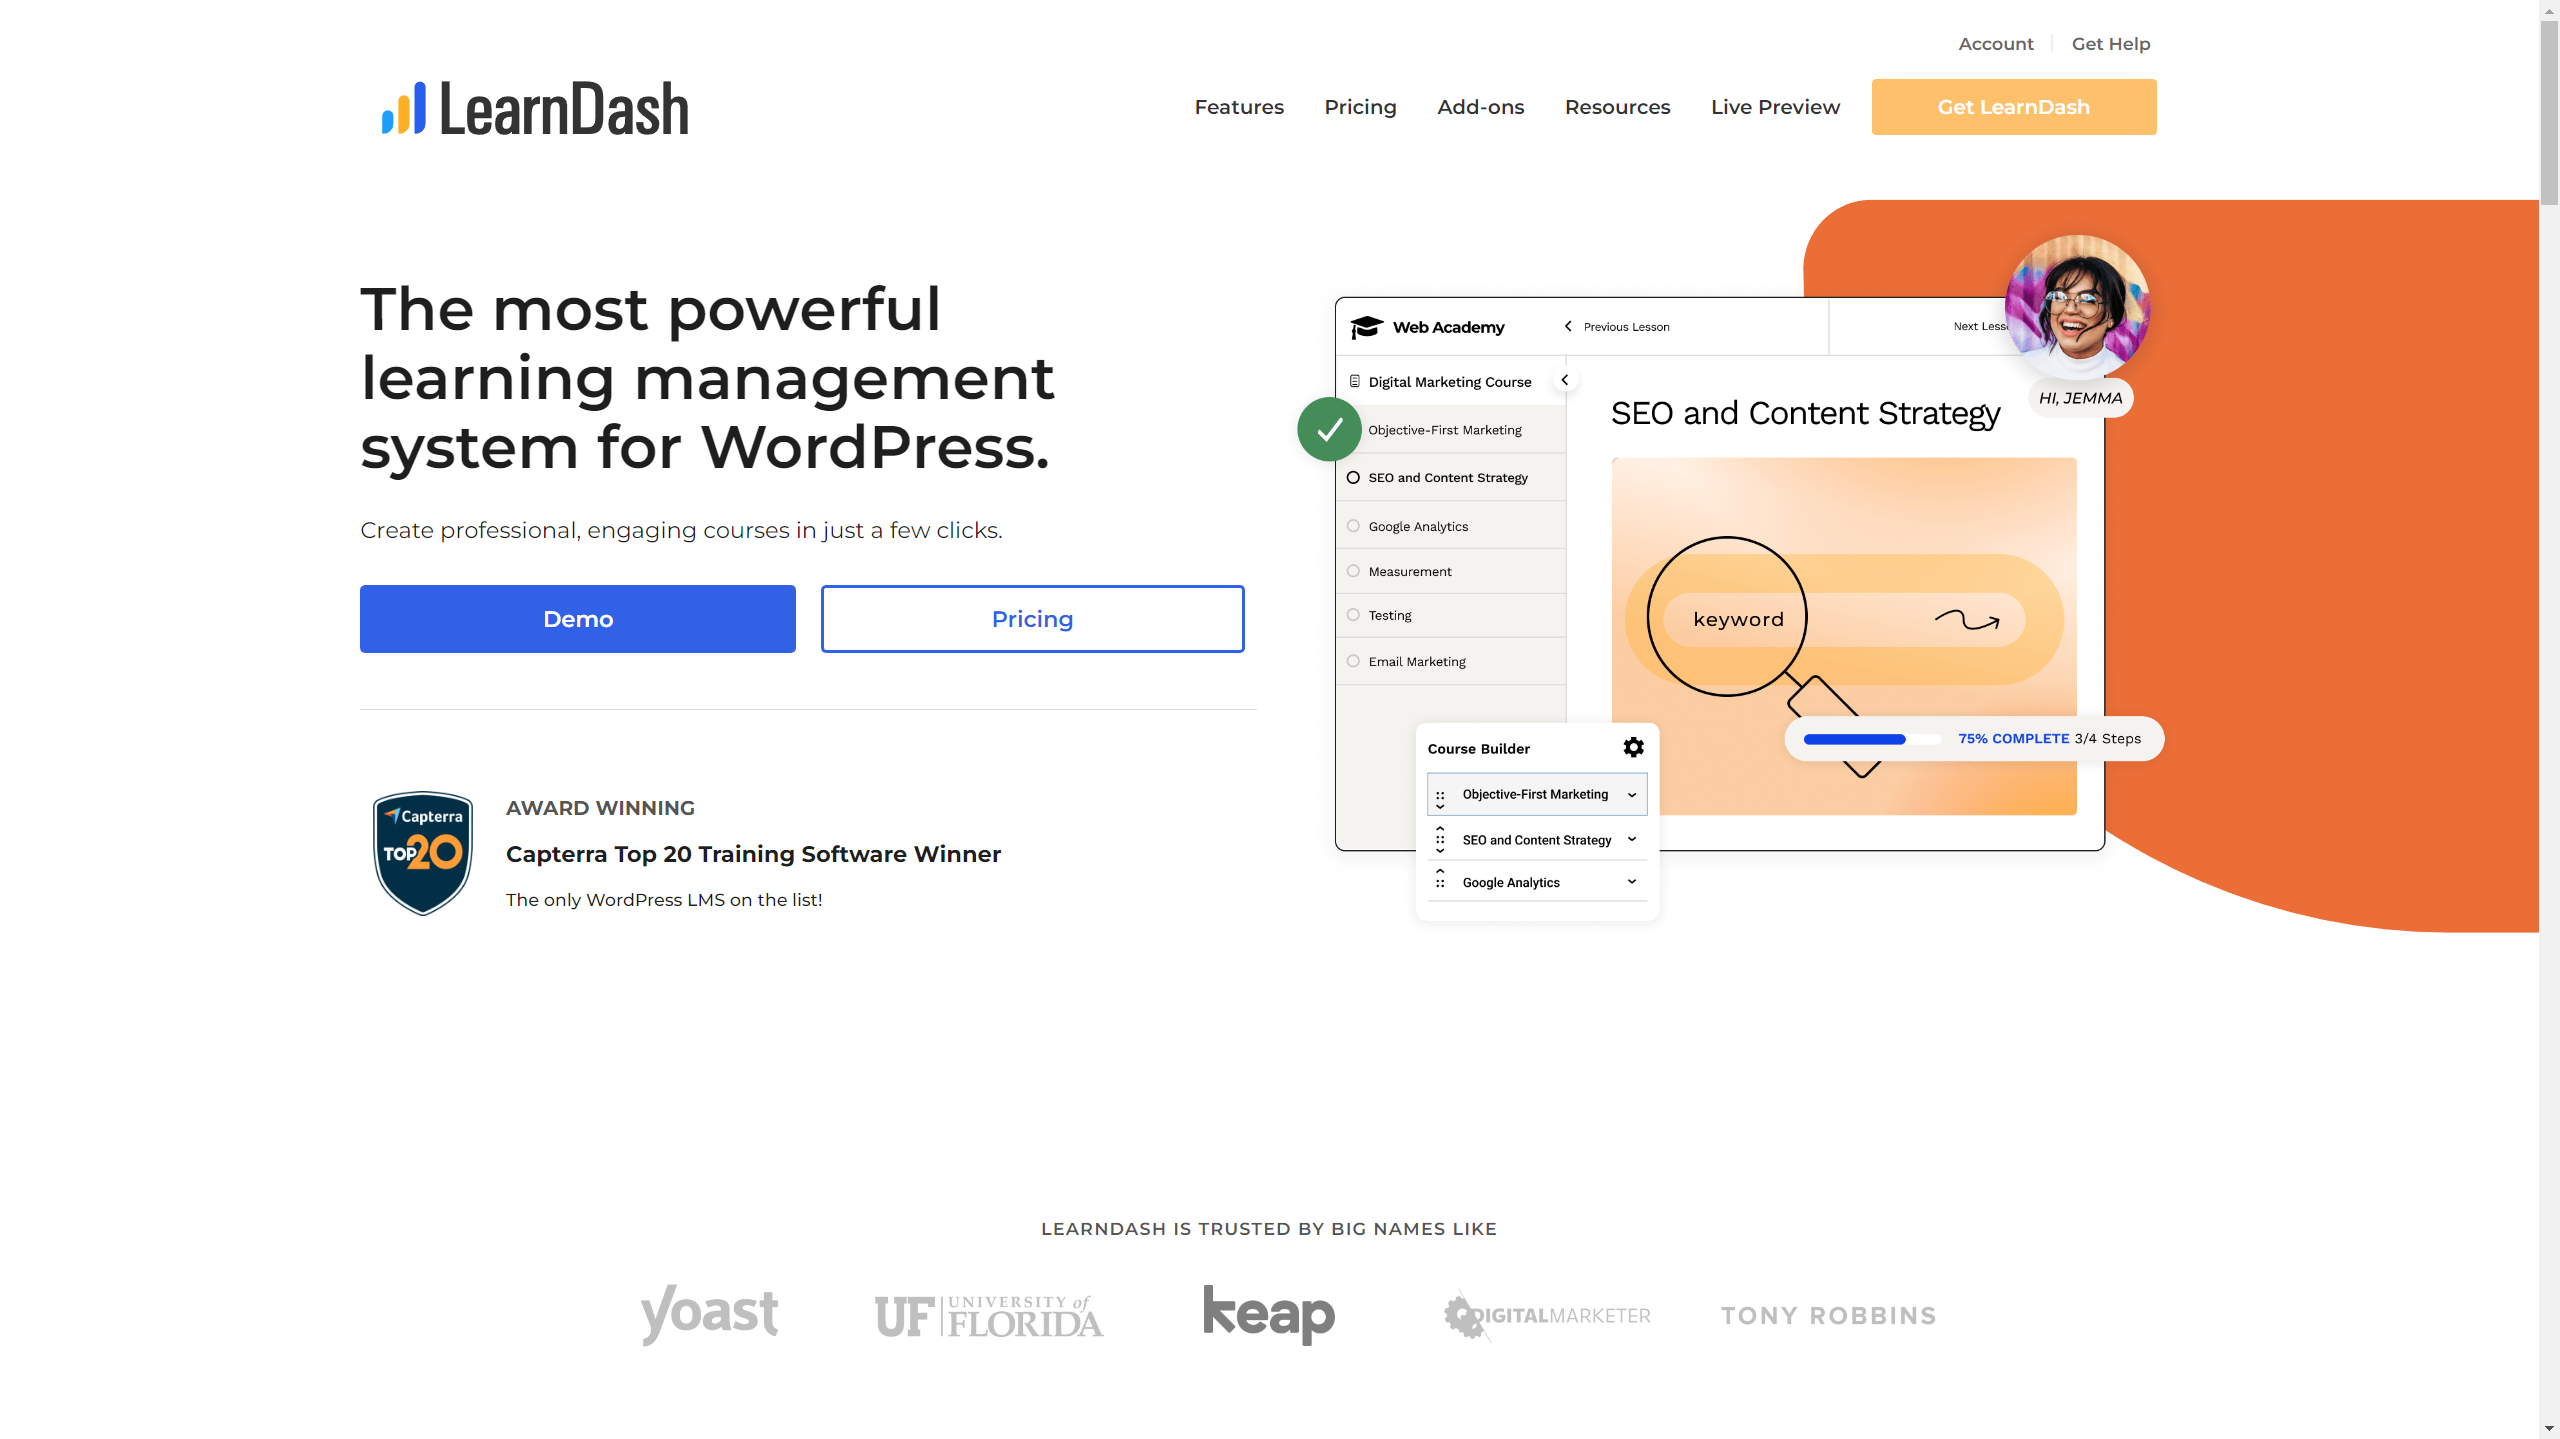 Account
Get Help
LearnDash
Features
Pricing
Add-ons
Resources
Live Preview
Get LearnDash
The most powerful
learning management
system for WordPress.
Create professional, engaging courses in just a few clicks.
Demo
Pricing
Capterra
TOP 20
AWARD WINNING
Capterra Top 20 Training Software Winner
The only WordPress LMS on the list!
Web Academy
Previous Lesson
Next Less
HI, JEMMA
Digital Marketing Course
Objective-First Marketing
SEO and Content Strategy
Google Analytics
Measurement
Testing
Email Marketing
SEO and Content Strategy
keyword
75% COMPLETE 3/4 Steps
Course Builder
Objective-First Marketing
SEO and Content Strategy
Google Analytics
LEARNDASH IS TRUSTED BY BIG NAMES LIKE
yoast
UF UNIVERSITY of
FLORIDA
keap
DIGITALMARKETER
TONY ROBBINS